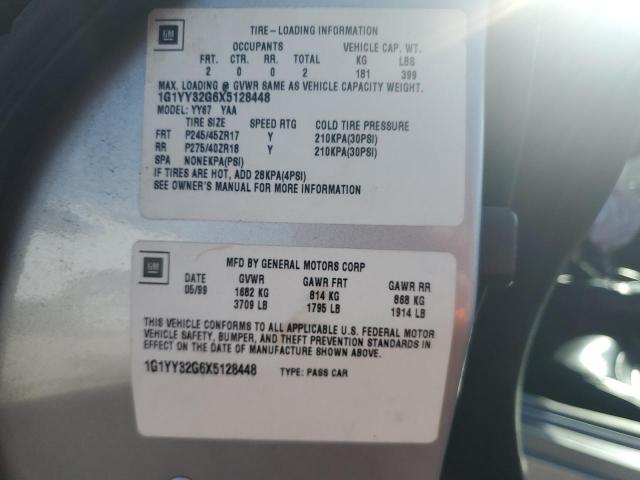 GM
TIRE-LOADING INFORMATION
OCCUPANTS VEHICLE CAP. WT.
FRT. CTR. RR. TOTAL KG LBS
2 0 0 2 181 399
MAX. LOADING @ GVWR SAME AS VEHICLE CAPACITY WEIGHT.
1G1YY32G6X5128448
MODEL: YY67 YAA
TIRE SIZE SPEED RTG COLD TIRE PRESSURE
FRT P245/45ZR17 Y 210KPA(30PSI)
RR P275/40ZR18 Y 210KPA(30PSI)
SPA NONEKPA(PSI)
IF TIRES ARE HOT, ADD 28KPA(4PSI)
SEE OWNER'S MANUAL FOR MORE INFORMATION
GM
MFD BY GENERAL MOTORS CORP
DATE GVWR GAWR FRT GAWR RR
05/99 1682 KG 814 KG 868 KG
3709 LB 1795 LB 1914 LB
THIS VEHICLE CONFORMS TO ALL APPLICABLE U.S. FEDERAL MOTOR
VEHICLE SAFETY, BUMPER, AND THEFT PREVENTION STANDARDS IN
EFFECT ON THE DATE OF MANUFACTURE SHOWN ABOVE.
1G1YY32G6X5128448 TYPE: PASS CAR